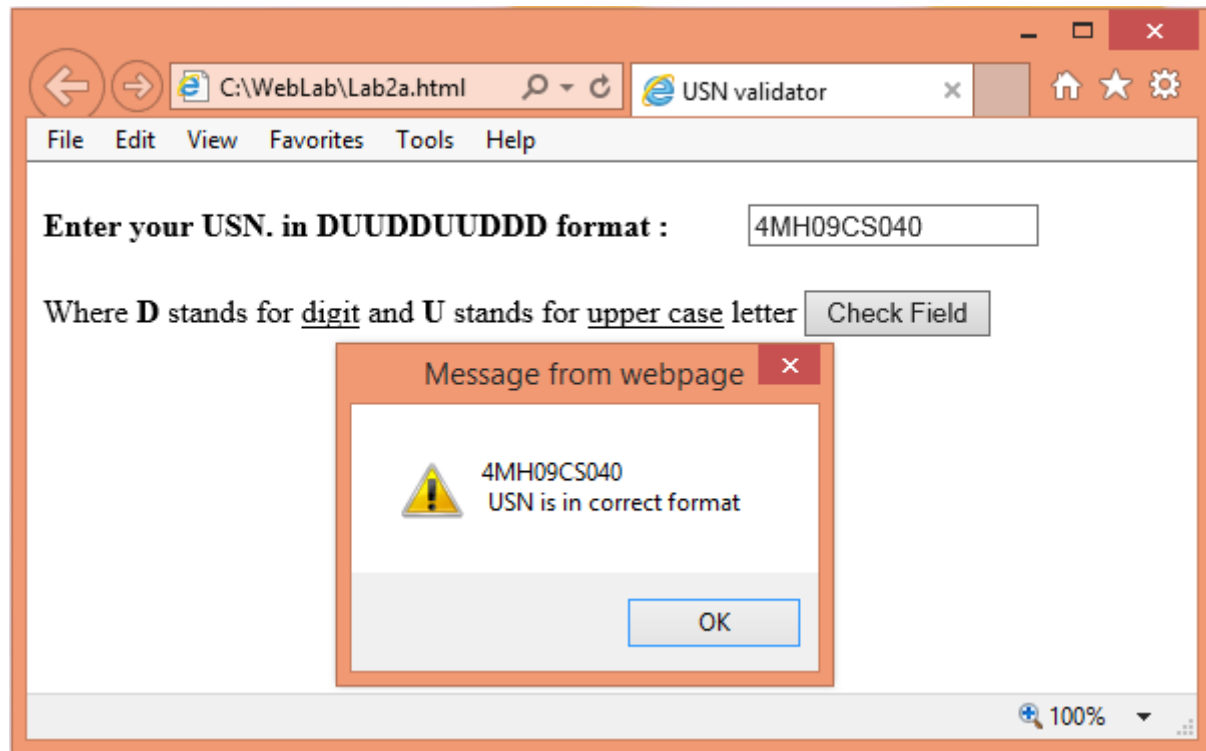 C:\WebLab\Lab2a.html
USN validator
File Edit View Favorites Tools Help
Enter your USN. in DUUDDUUDDD format : 4MH09CS040
Where D stands for digit and U stands for upper case letter Check Field
Message from webpage
4MH09CS040
USN is in correct format
OK
100%